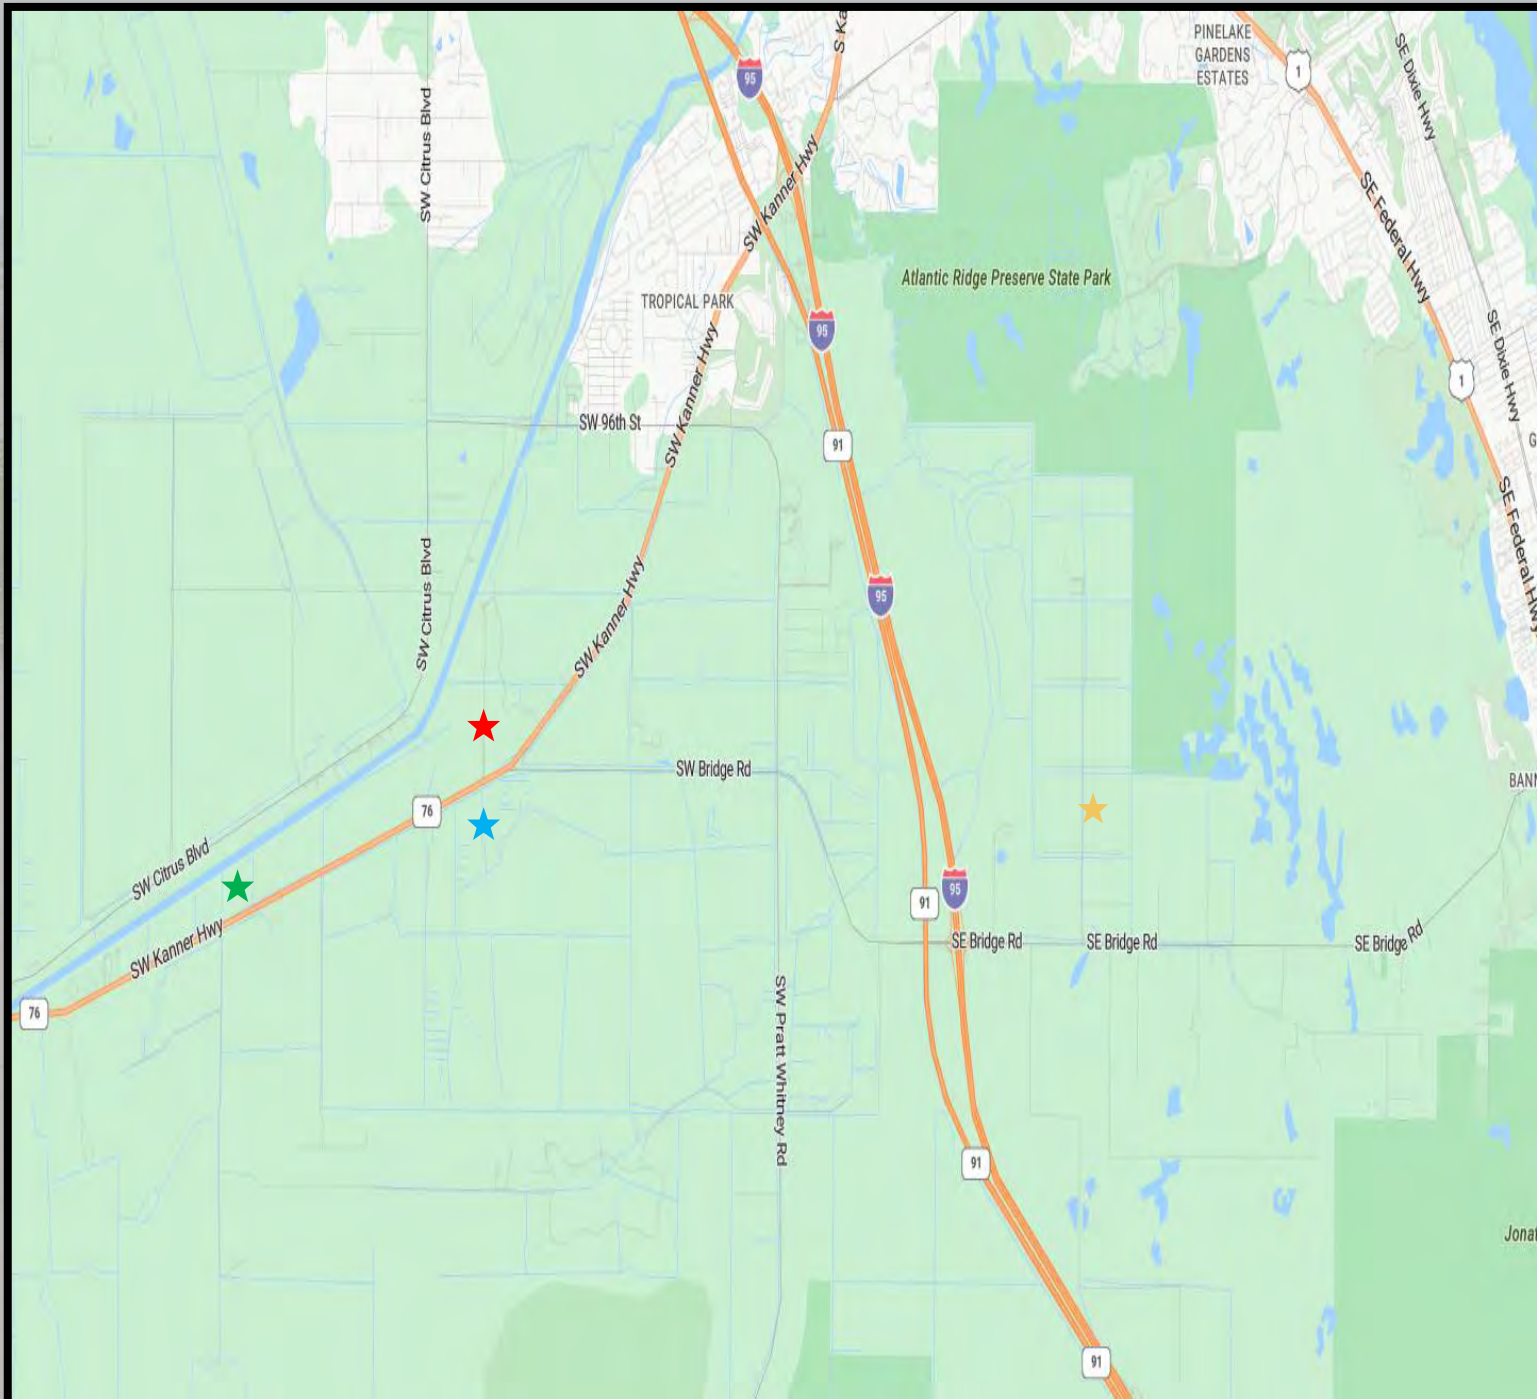 PINELAKE
GARDENS
ESTATES
95
S Ka
1
SE Dixie Hwy
SW Citrus Blvd
SW Kanner Hwy
SE Federal Hwy
Atlantic Ridge Preserve State Park
TROPICAL PARK
95
SW Kanner Hwy
SE Dixie Hwy
1
SW 96th St
91
G
SE Federal Hwy
SW Citrus Blvd
95
SW Kanner Hwy
SW Bridge Rd
BANN
76
SW Citrus Blvd
95
91
SW Kanner Hwy
SE Bridge Rd
SE Bridge Rd
SE Bridge Rd
76
SW Pratt Whitney Rd
91
Jonat
91